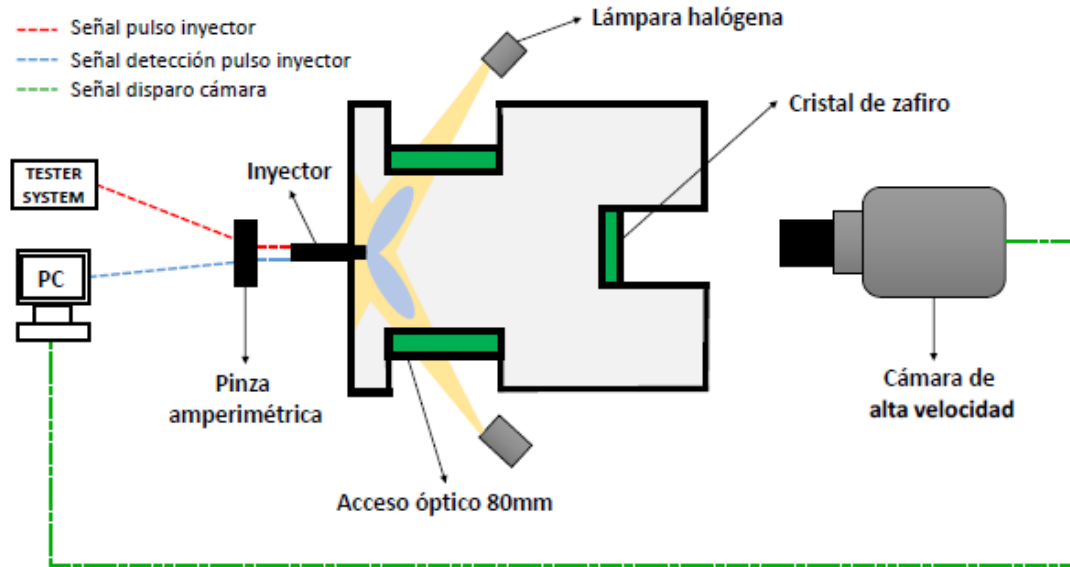 Señal pulso inyector
Señal detección pulso inyector
Señal disparo cámara
Lámpara halógena
Cristal de zafiro
Inyector
TESTER
SYSTEM
PC
Pinza
amperimétrica
Acceso óptico 80mm
Cámara de
alta velocidad